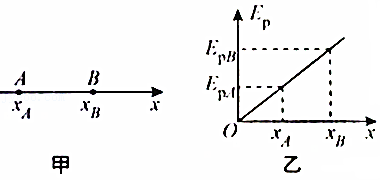 A B
x_A x_B x
甲
E_p
E_pB
E_pA
O x_A x_B x
乙